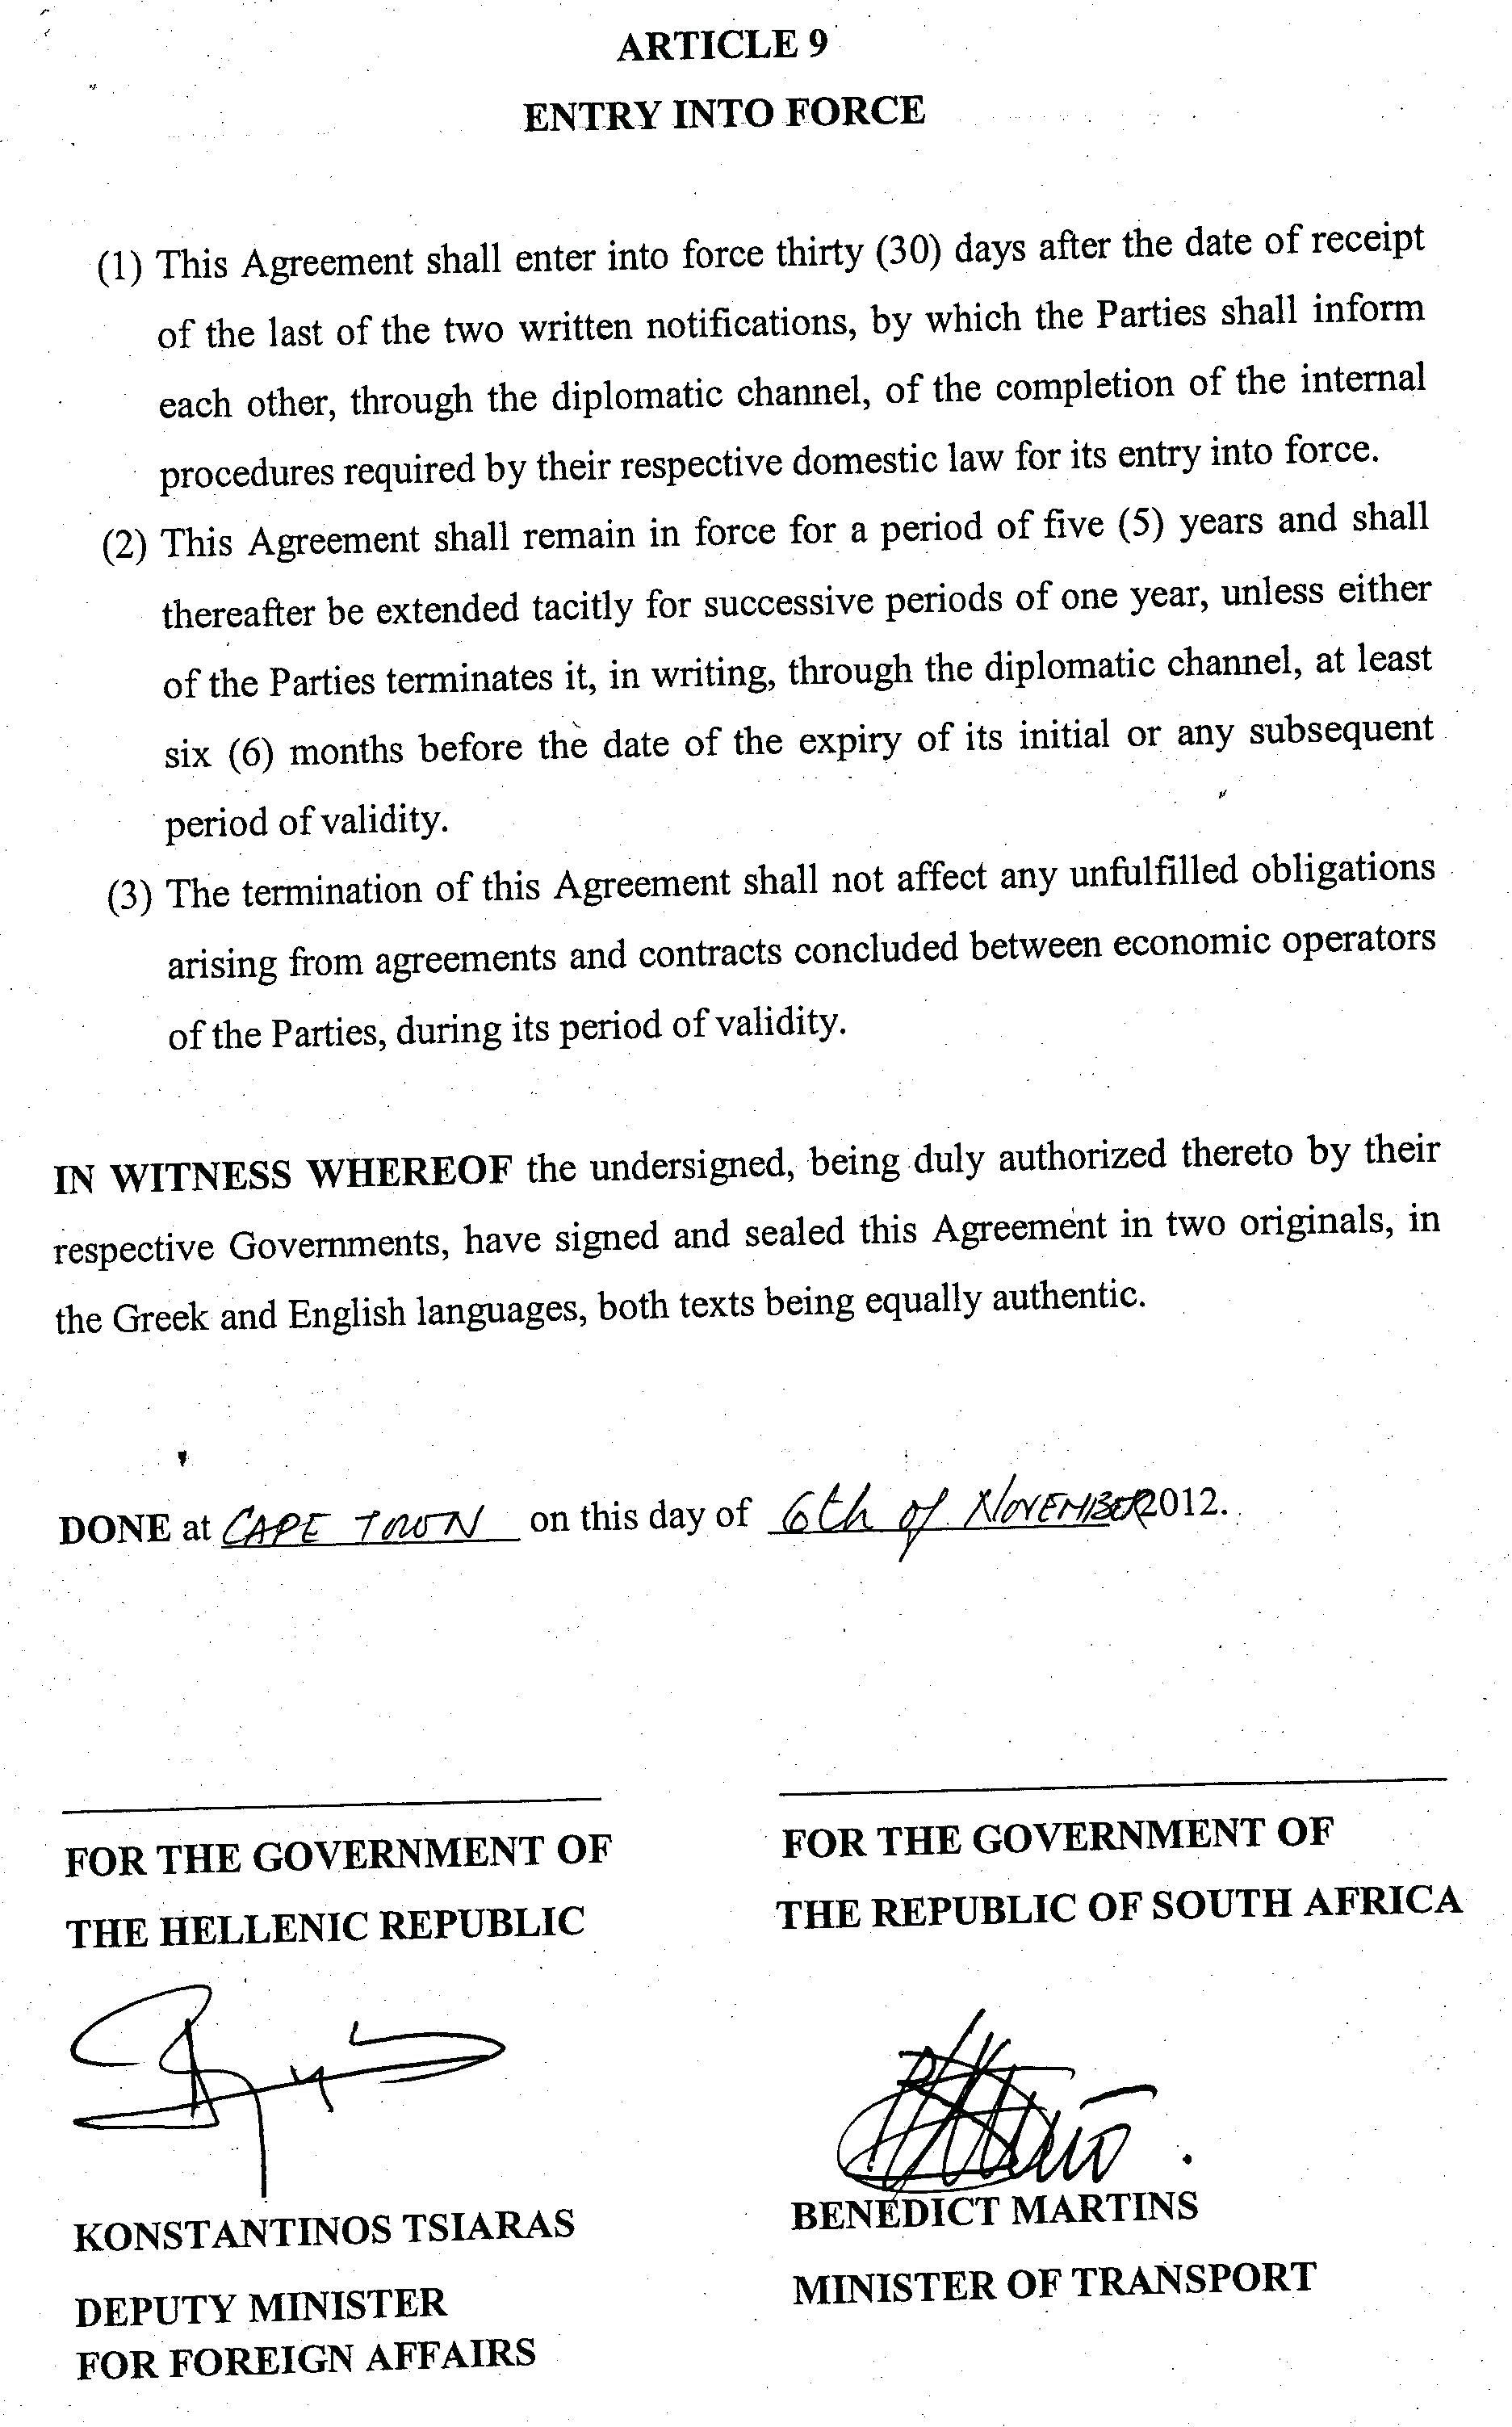 ARTICLE 9
ENTRY INTO FORCE
(1) This Agreement shall enter into force thirty (30) days after the date of receipt
of the last of the two written notifications, by which the Parties shall inform
each other, through the diplomatic channel, of the completion of the internal
procedures required by their respective domestic law for its entry into force.
(2) This Agreement shall remain in force for a period of five (5) years and shall
thereafter be extended tacitly for successive periods of one year, unless either
of the Parties terminates it, in writing, through the diplomatic channel, at least
six (6) months before the date of the expiry of its initial or any subsequent
period of validity.
(3) The termination of this Agreement shall not affect any unfulfilled obligations
arising from agreements and contracts concluded between economic operators
of the Parties, during its period of validity.
IN WITNESS WHEREOF the undersigned, being duly authorized thereto by their
respective Governments, have signed and sealed this Agreement in two originals, in
the Greek and English languages, both texts being equally authentic.
DONE at CAPE TOWN on this day of 6th of NOVEMBER 2012.
FOR THE GOVERNMENT OF
THE HELLENIC REPUBLIC
KONSTANTINOS TSIARAS
DEPUTY MINISTER
FOR FOREIGN AFFAIRS
FOR THE GOVERNMENT OF
THE REPUBLIC OF SOUTH AFRICA
BENEDICT MARTINS
MINISTER OF TRANSPORT